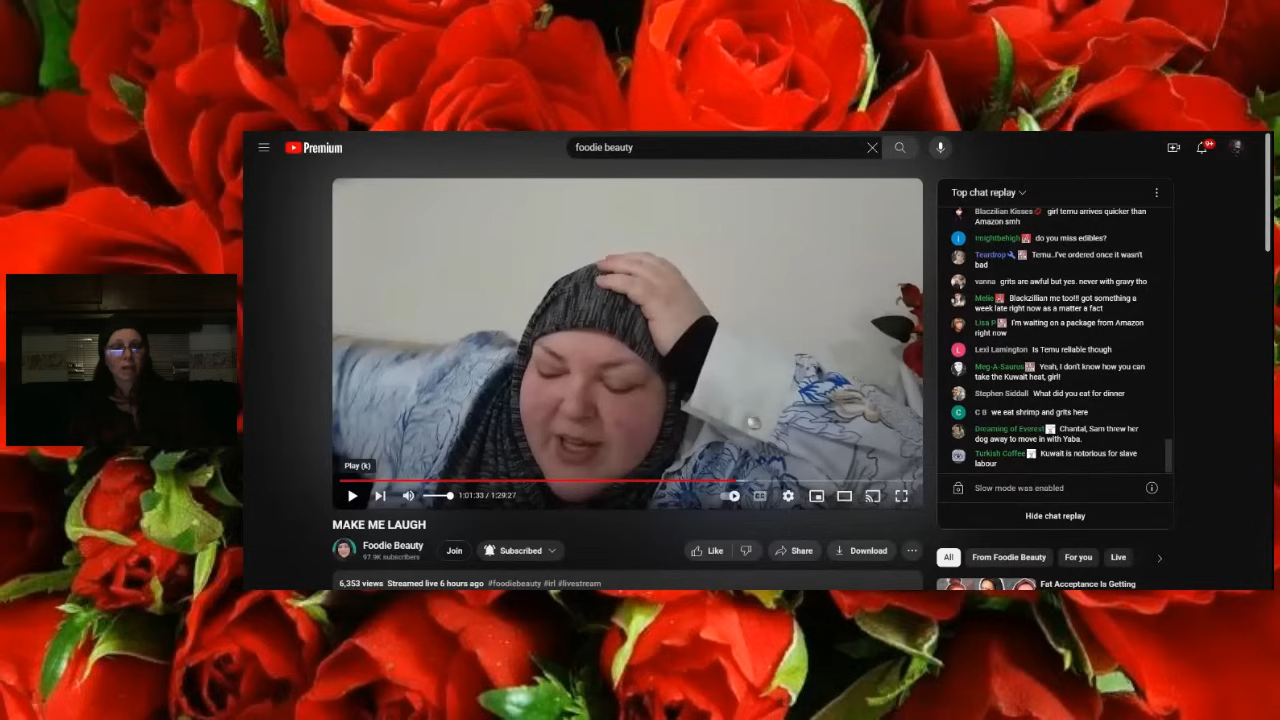 Premium
foodie beauty
9+
Top chat replay
Blaczilian Kisses girl temu arrives quicker than
Amazon smh
Imightbehigh do you miss edibles?
Teardrop Temu..I've ordered once it wasn't
bad
vanna grits are awful but yes. never with gravy tho
Melie Blackzillian me too!!! got something a
week late right now as a matter a fact
Lisa P I'm waiting on a package from Amazon
right now
Lexi Lamington Is Temu reliable though
Meg-A-Saurus Yeah, I don't know how you can
take the Kuwait heat, girl!
Stephen Siddall What did you eat for dinner
C B we eat shrimp and grits here
Dreaming of Everest Chantal, Sam threw her
dog away to move in with Yaba.
Turkish Coffee Kuwait is notorious for slave
labour
Slow mode was enabled
Hide chat replay
Play (k)
1:01:33 / 1:29:27
MAKE ME LAUGH
Foodie Beauty
97.9K subscribers
Join
Subscribed
Like
Share
Download
6,353 views Streamed live 6 hours ago #foodiebeauty #irl #livestream
All
From Foodie Beauty
For you
Live
Fat Acceptance Is Getting